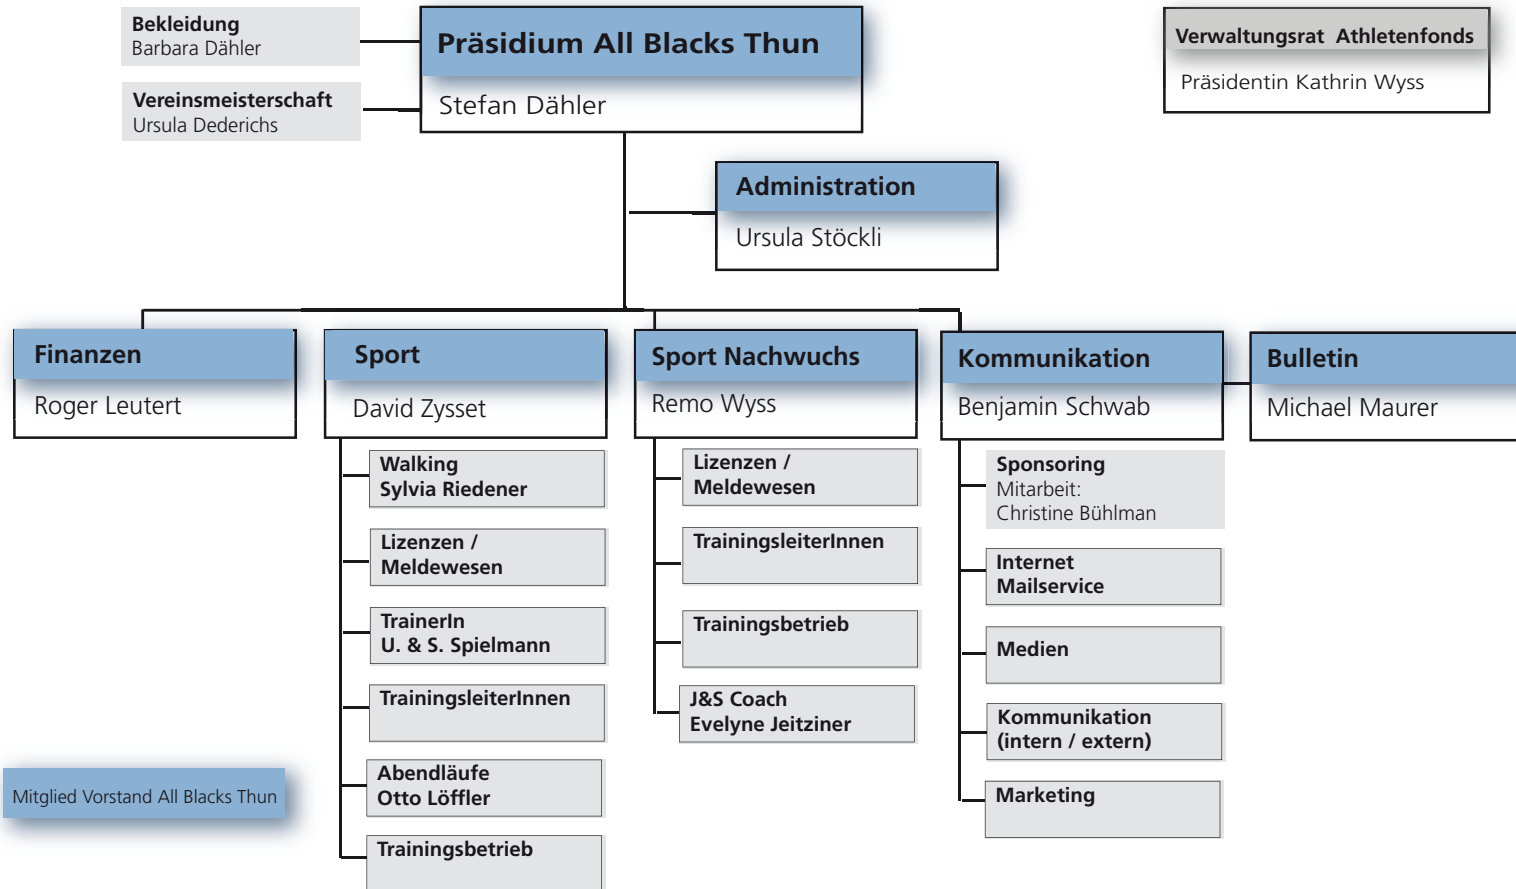 Bekleidung
Barbara Dähler
Vereinsmeisterschaft
Ursula Dederichs
Präsidium All Blacks Thun
Stefan Dähler
Verwaltungsrat Athletenfonds
Präsidentin Kathrin Wyss
Administration
Ursula Stöckli
Finanzen
Roger Leutert
Sport
David Zysset
Walking
Sylvia Riedener
Lizenzen /
Meldewesen
TrainerIn
U. & S. Spielmann
TrainingsleiterInnen
Abendläufe
Otto Löffler
Trainingsbetrieb
Sport Nachwuchs
Remo Wyss
Lizenzen /
Meldewesen
TrainingsleiterInnen
Trainingsbetrieb
J&S Coach
Evelyne Jeitziner
Kommunikation
Benjamin Schwab
Sponsoring
Mitarbeit:
Christine Bühlman
Internet
Mailservice
Medien
Kommunikation
(intern / extern)
Marketing
Bulletin
Michael Maurer
Mitglied Vorstand All Blacks Thun